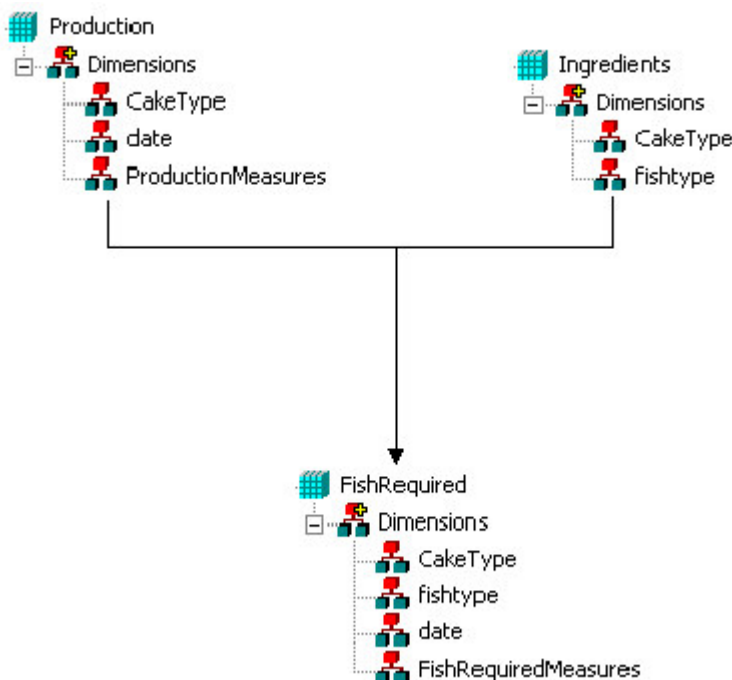 Production
Dimensions
CakeType
date
ProductionMeasures
Ingredients
Dimensions
CakeType
fishtype
FishRequired
Dimensions
CakeType
fishtype
date
FishRequiredMeasures